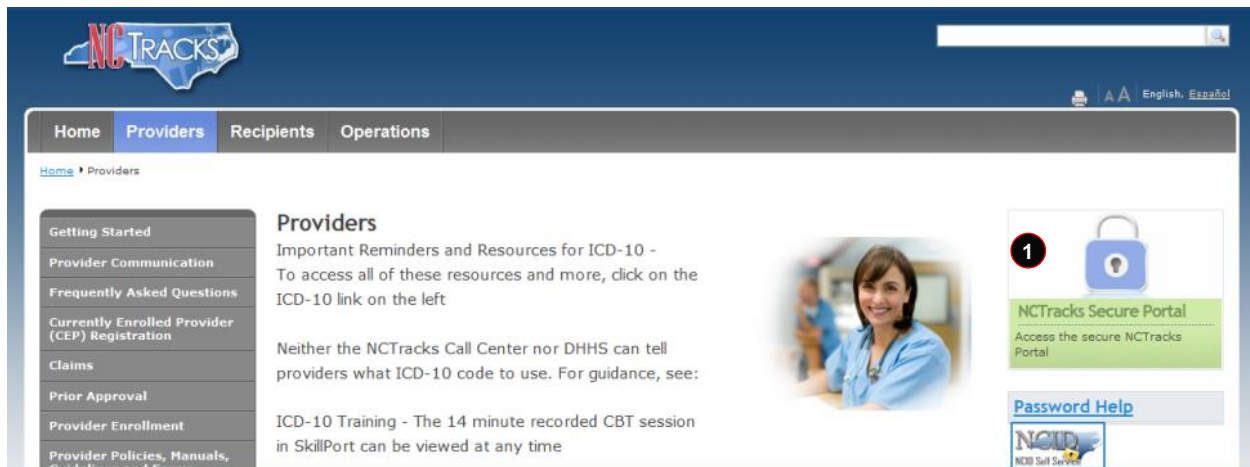 NCTRACKS
A A English, Español
Home Providers Recipients Operations
Home Providers
Getting Started
Provider Communication
Frequently Asked Questions
Currently Enrolled Provider
(CEP) Registration
Claims
Prior Approval
Provider Enrollment
Provider Policies, Manuals,
Providers
Important Reminders and Resources for ICD-10 -
To access all of these resources and more, click on the
ICD-10 link on the left
Neither the NCTracks Call Center nor DHHS can tell
providers what ICD-10 code to use. For guidance, see:
ICD-10 Training - The 14 minute recorded CBT session
in SkillPort can be viewed at any time
1
NCTracks Secure Portal
Access the secure NCTracks
Portal
Password Help
NCID
NCID Self Service